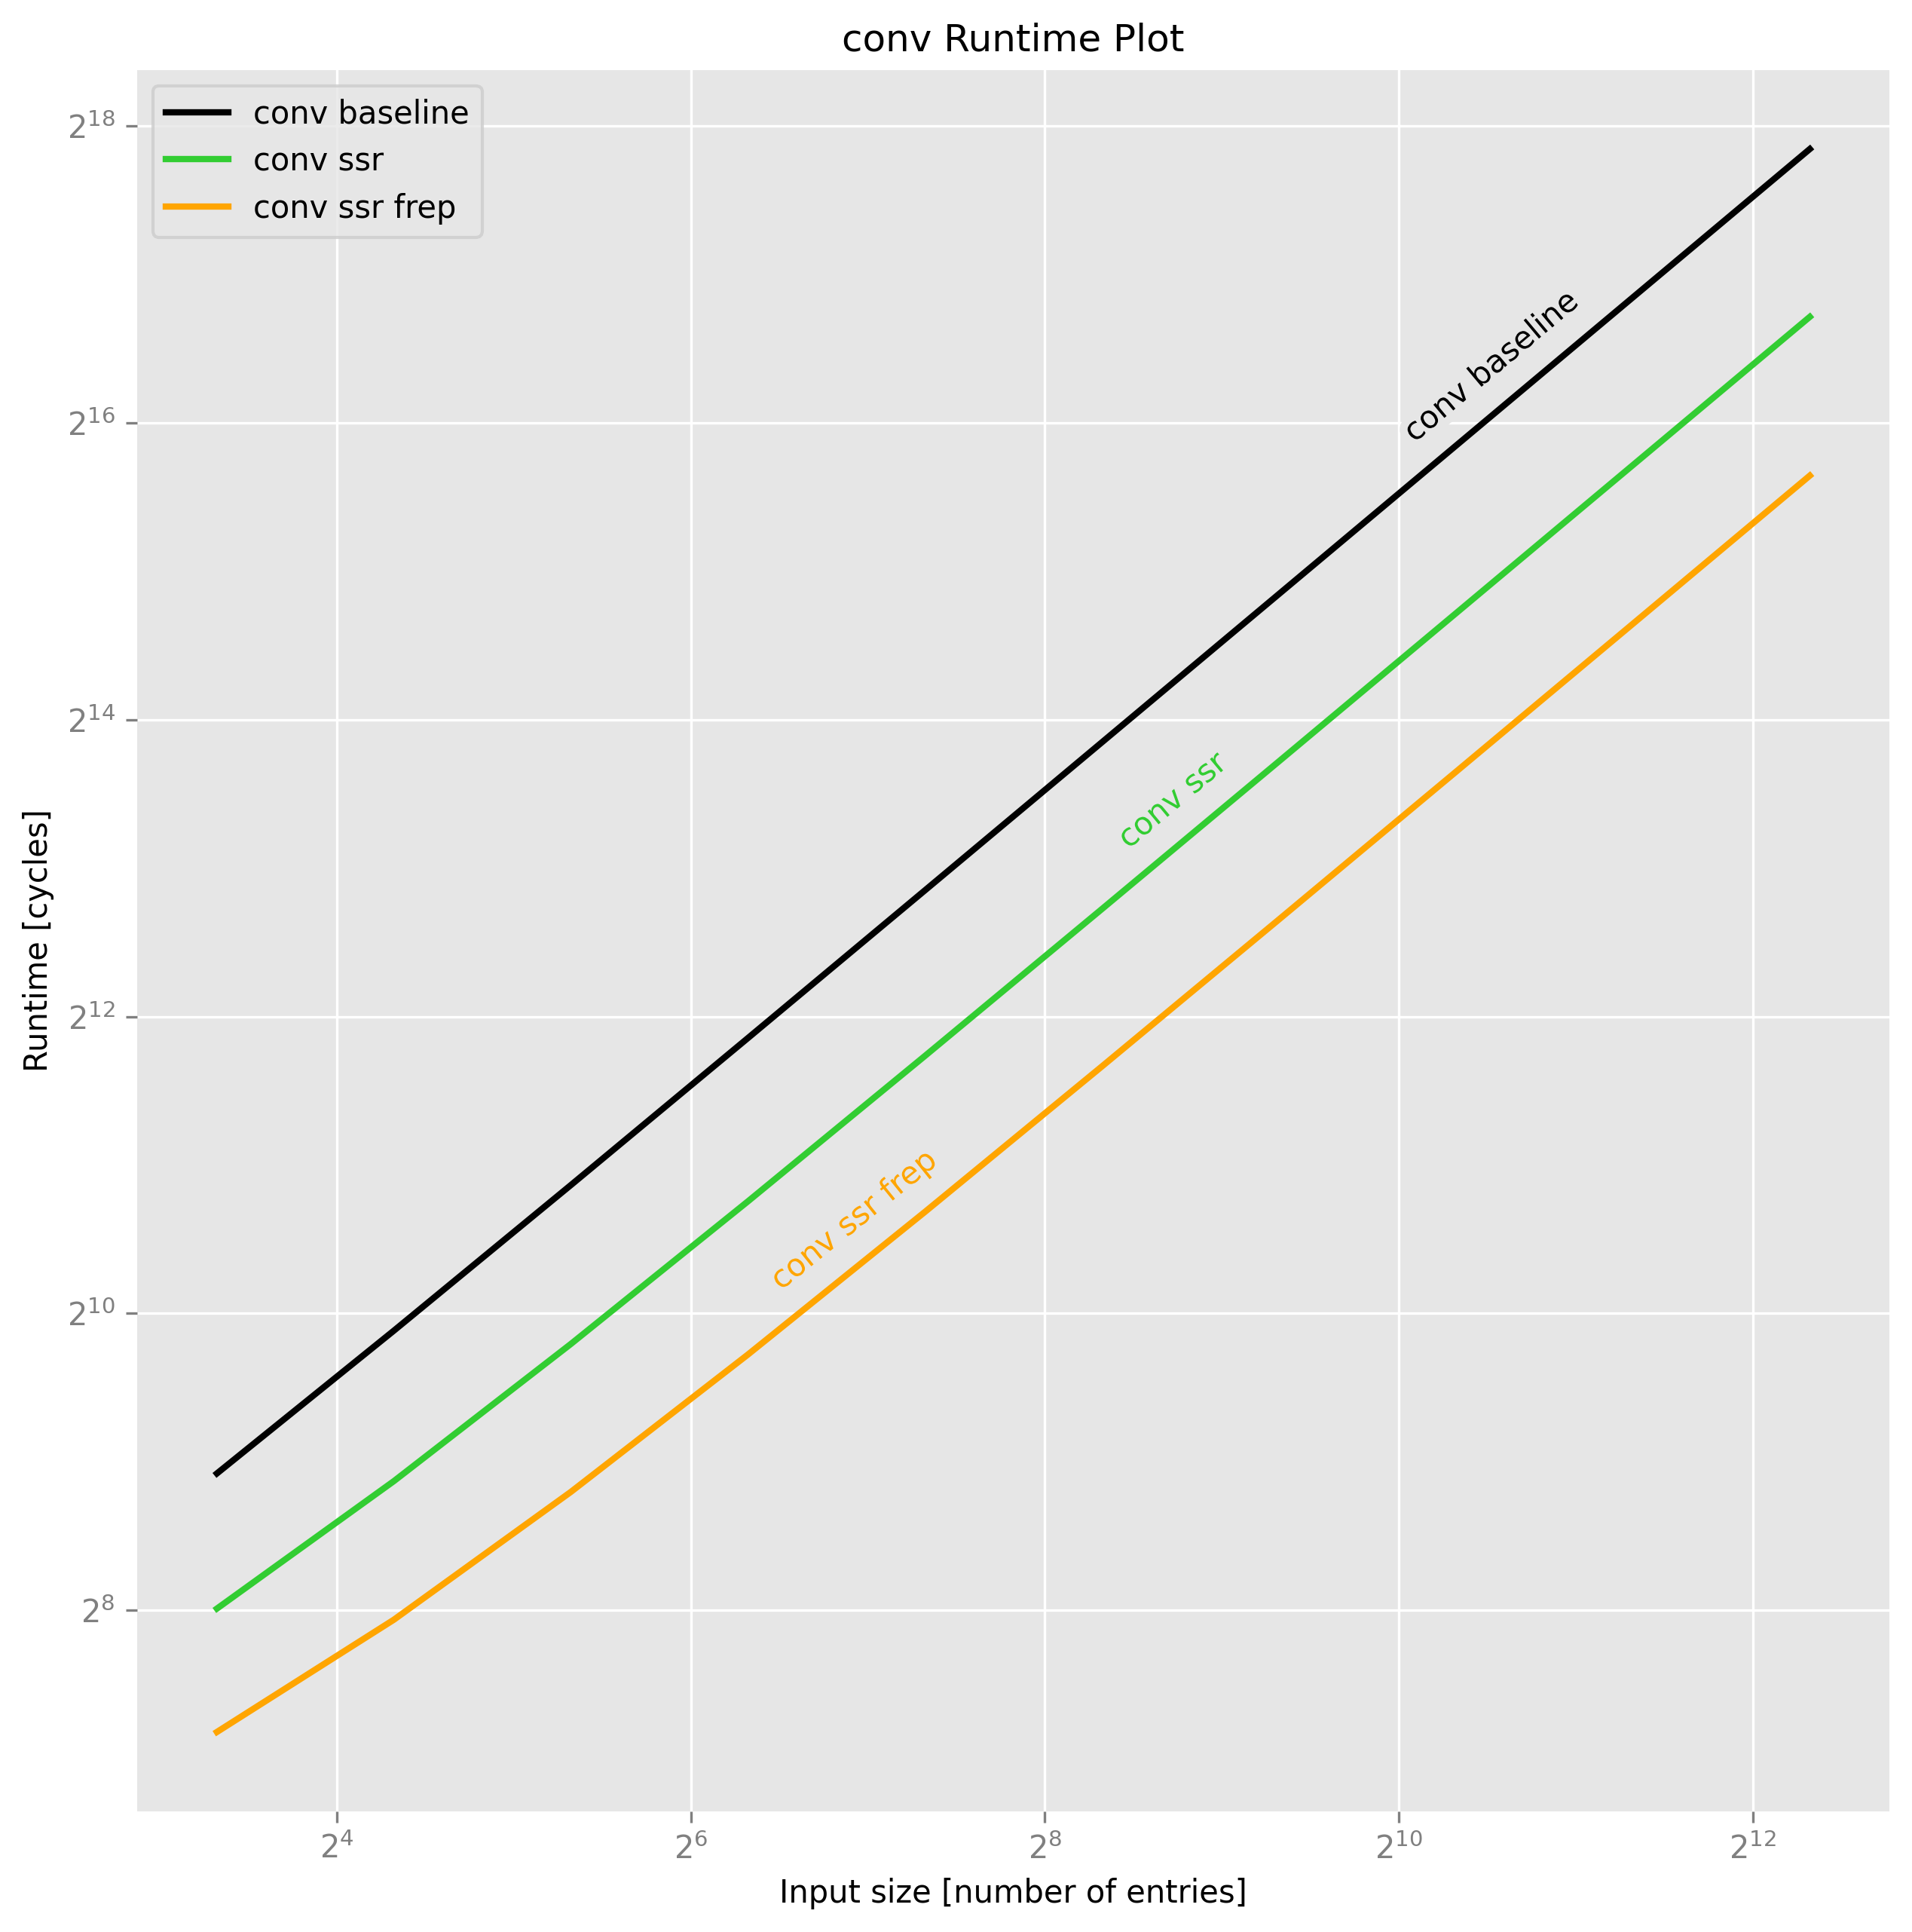 conv Runtime Plot
conv baseline
conv ssr
conv ssr frep
2^18
2^16
2^14
2^12
2^10
2^8
Runtime [cycles]
conv baseline
conv ssr
conv ssr frep
2^4 2^6 2^8 2^10 2^12
Input size [number of entries]